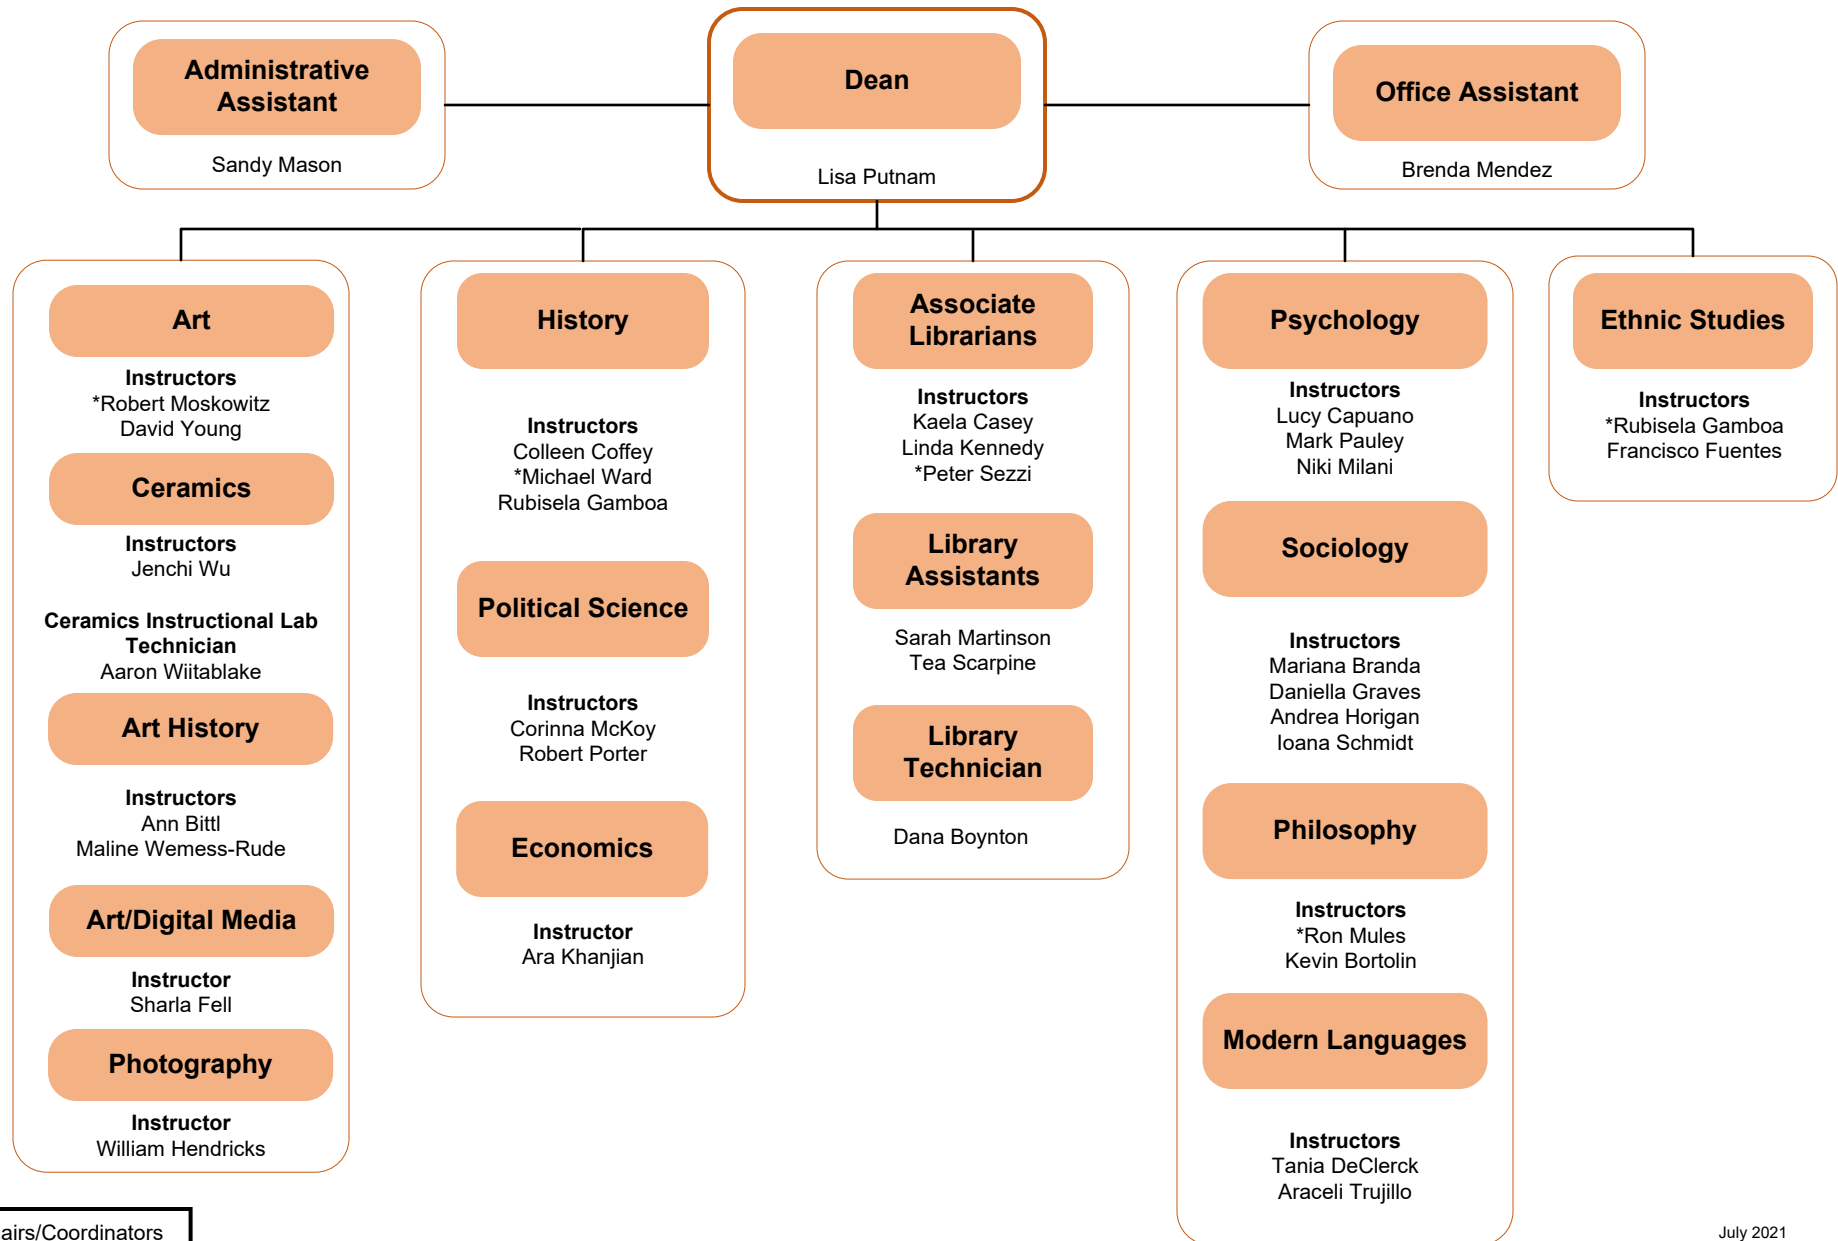 Administrative
Assistant
Sandy Mason
Dean
Lisa Putnam
Office Assistant
Brenda Mendez
Art
Instructors
*Robert Moskowitz
David Young
Ceramics
Instructors
Jenchi Wu
Ceramics Instructional Lab
Technician
Aaron Wiitablake
Art History
Instructors
Ann Bittl
Maline Wemess-Rude
Art/Digital Media
Instructor
Sharla Fell
Photography
Instructor
William Hendricks
History
Instructors
Colleen Coffey
*Michael Ward
Rubisela Gamboa
Political Science
Instructors
Corinna McKoy
Robert Porter
Economics
Instructor
Ara Khanjian
Associate
Librarians
Instructors
Kaela Casey
Linda Kennedy
*Peter Sezzi
Library
Assistants
Sarah Martinson
Tea Scarpine
Library
Technician
Dana Boynton
Psychology
Instructors
Lucy Capuano
Mark Pauley
Niki Milani
Sociology
Instructors
Mariana Branda
Daniella Graves
Andrea Horigan
Ioana Schmidt
Philosophy
Instructors
*Ron Mules
Kevin Bortolin
Modern Languages
Instructors
Tania DeClerck
Araceli Trujillo
Ethnic Studies
Instructors
*Rubisela Gamboa
Francisco Fuentes
airs/Coordinators
July 2021